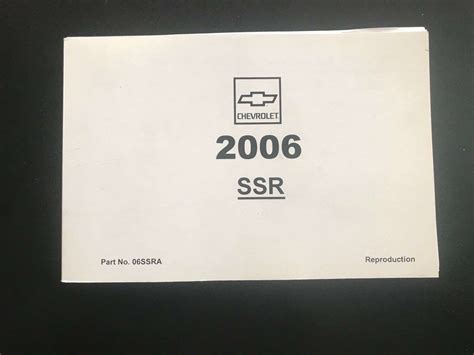 CHEVROLET
2006
SSR
Part No. 06SSRA
Reproduction